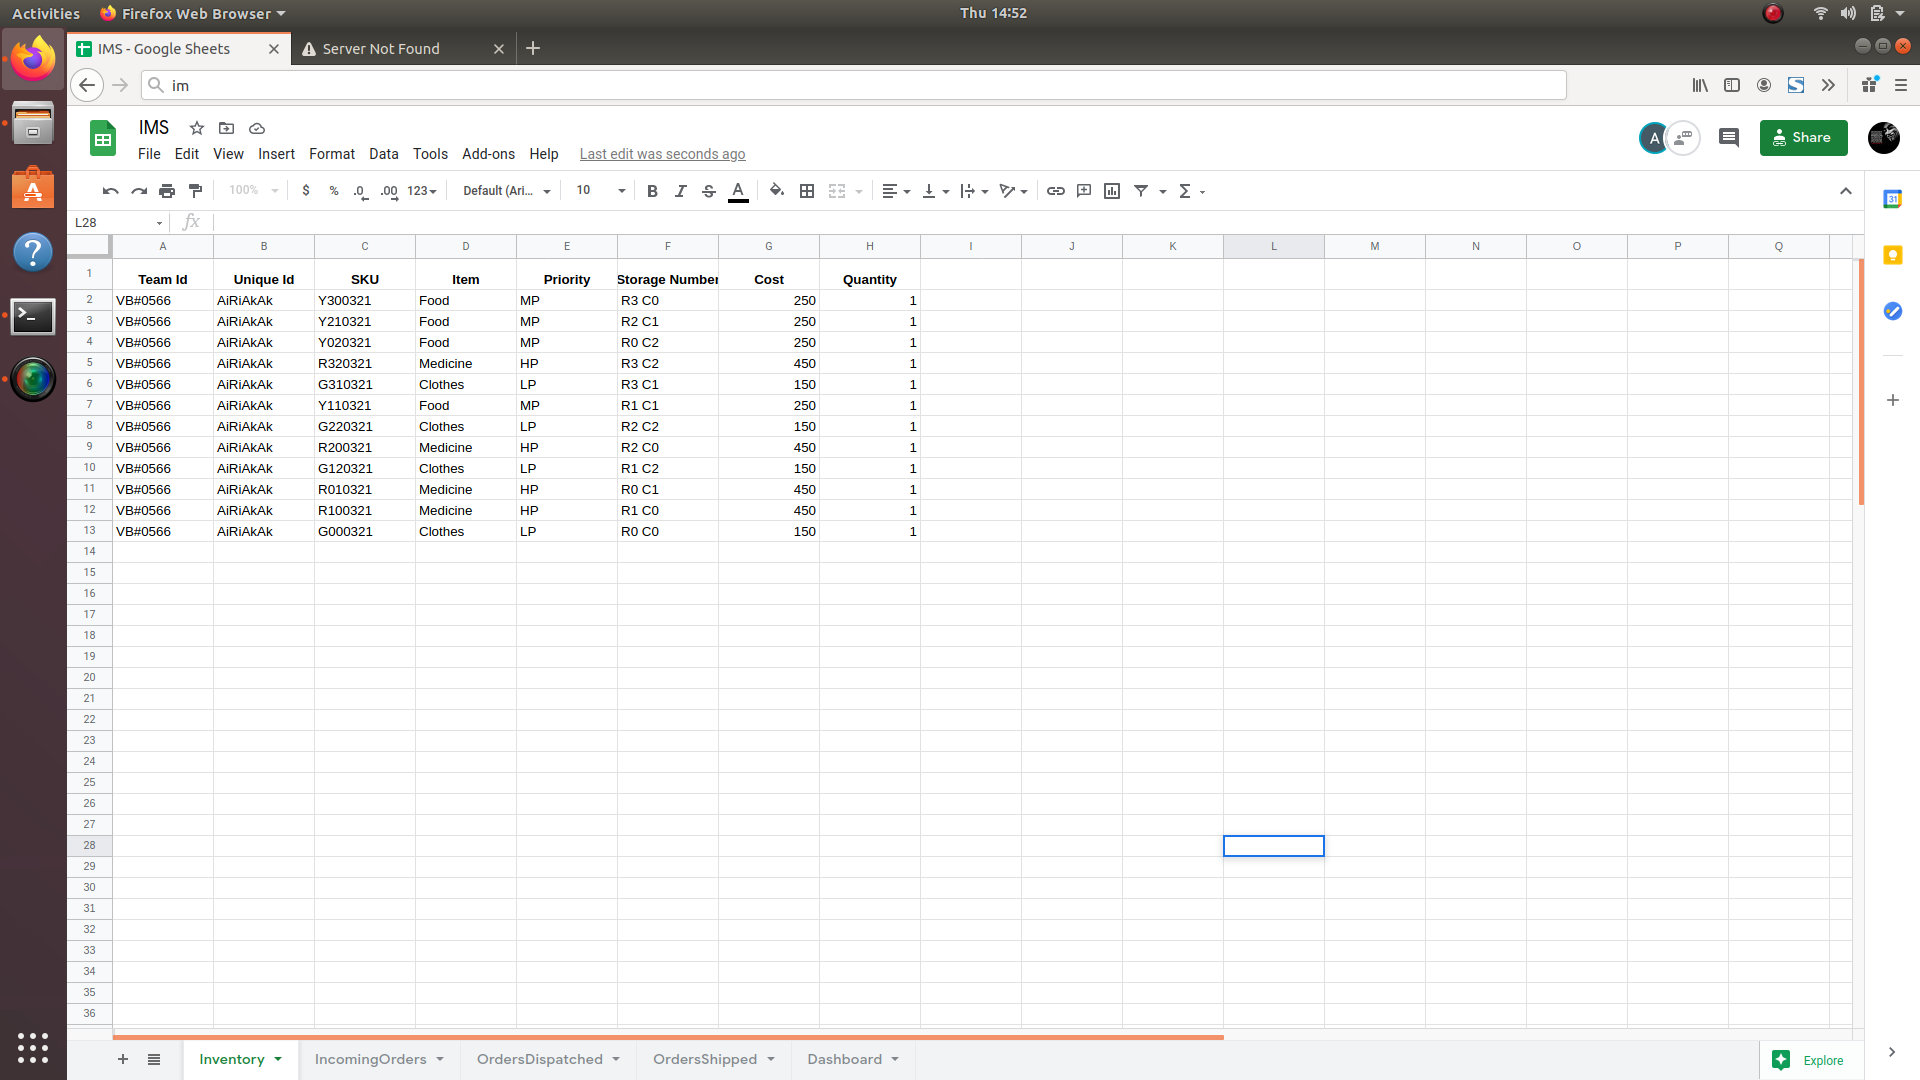 Activities Firefox Web Browser Thu 14:52
IMS - Google Sheets Server Not Found
im
IMS
File Edit View Insert Format Data Tools Add-ons Help Last edit was seconds ago
A Share
100% $ % .0 .00 123 Default (Ari... 10 B I S A
L28 fx
A B C D E F G H I J K L M N O P Q
1 Team Id Unique Id SKU Item Priority Storage Number Cost Quantity
2 VB#0566 AiRiAkAk Y300321 Food MP R3 C0 250 1
3 VB#0566 AiRiAkAk Y210321 Food MP R2 C1 250 1
4 VB#0566 AiRiAkAk Y020321 Food MP R0 C2 250 1
5 VB#0566 AiRiAkAk R320321 Medicine HP R3 C2 450 1
6 VB#0566 AiRiAkAk G310321 Clothes LP R3 C1 150 1
7 VB#0566 AiRiAkAk Y110321 Food MP R1 C1 250 1
8 VB#0566 AiRiAkAk G220321 Clothes LP R2 C2 150 1
9 VB#0566 AiRiAkAk R200321 Medicine HP R2 C0 450 1
10 VB#0566 AiRiAkAk G120321 Clothes LP R1 C2 150 1
11 VB#0566 AiRiAkAk R010321 Medicine HP R0 C1 450 1
12 VB#0566 AiRiAkAk R100321 Medicine HP R1 C0 450 1
13 VB#0566 AiRiAkAk G000321 Clothes LP R0 C0 150 1
14
15
16
17
18
19
20
21
22
23
24
25
26
27
28
29
30
31
32
33
34
35
36
Inventory IncomingOrders OrdersDispatched OrdersShipped Dashboard Explore